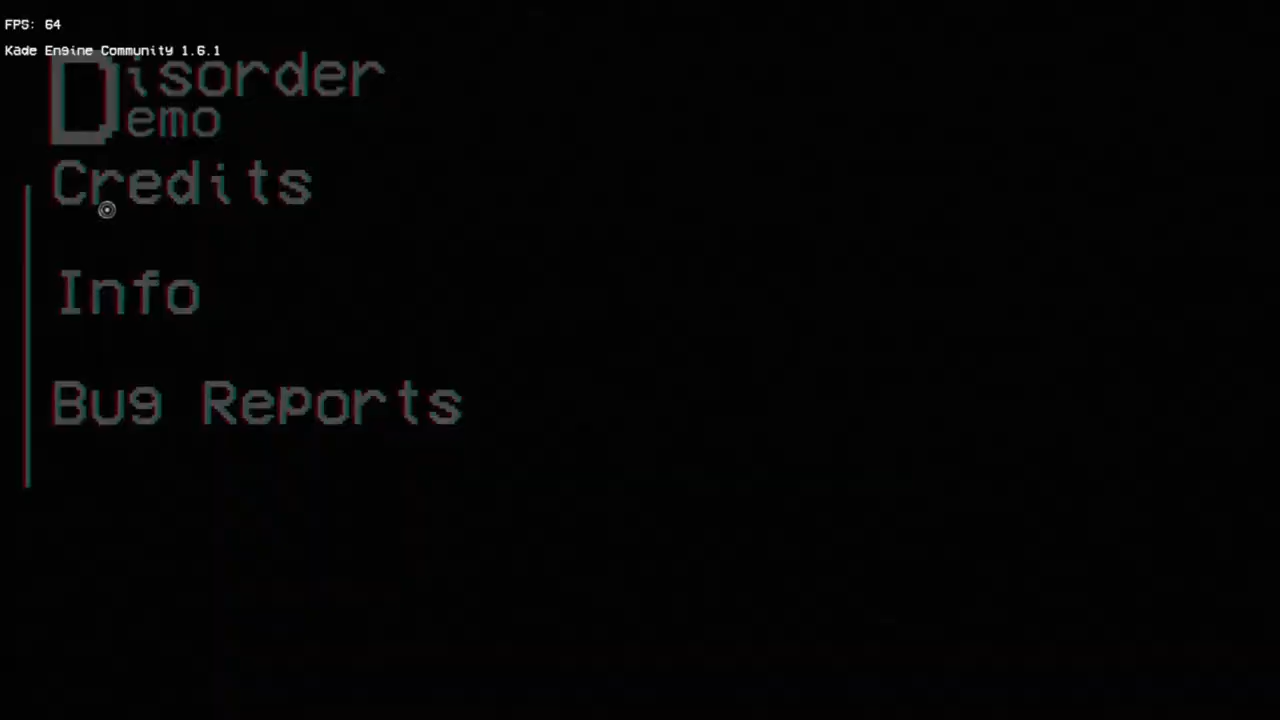 FPS: 64
Kade Engine Community 1.6.1
Disorder
Demo
Credits
Info
Bug Reports